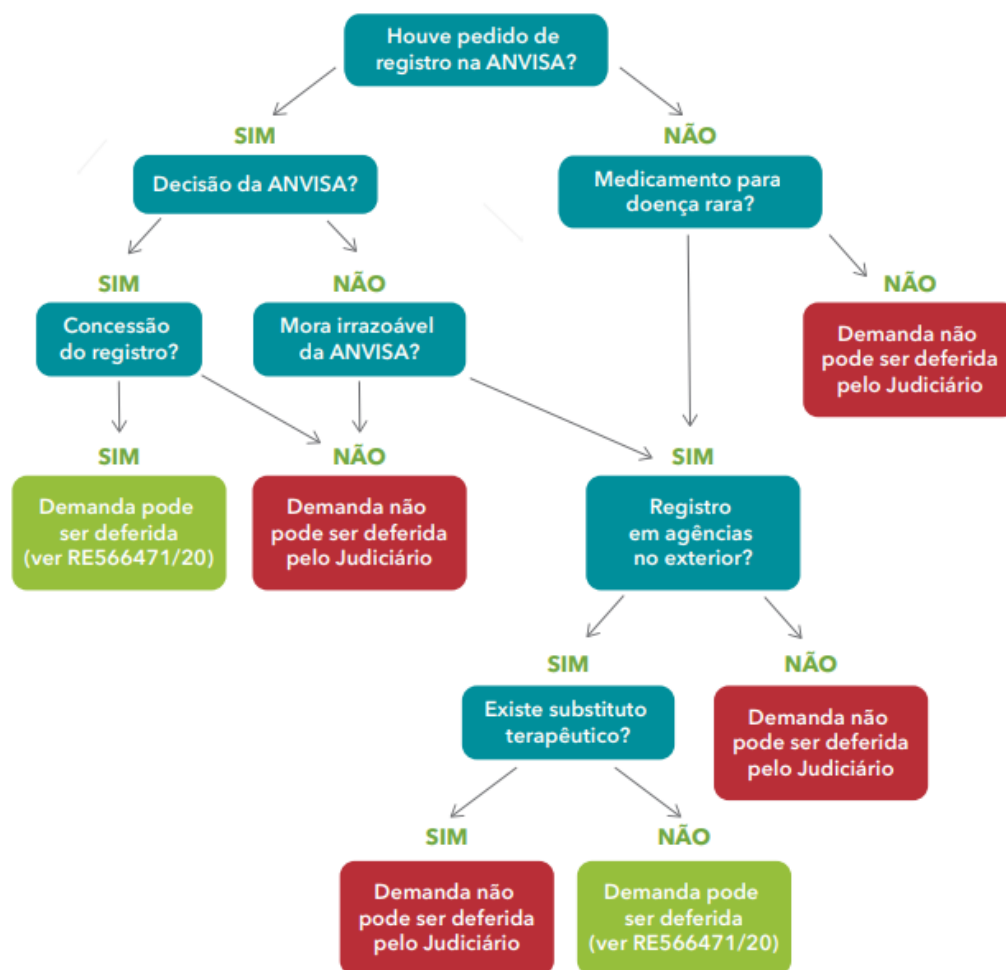 Houve pedido de
registro na ANVISA?
SIM
NÃO
Decisão da ANVISA?
Medicamento para
doença rara?
SIM
NÃO
NÃO
Concessão
do registro?
Mora irrazoável
da ANVISA?
Demanda não
pode ser deferida
pelo Judiciário
SIM
NÃO
SIM
Demanda pode
ser deferida
(ver RE566471/20)
Demanda não
pode ser deferida
pelo Judiciário
Registro
em agências
no exterior?
SIM
NÃO
Existe substituto
terapêutico?
Demanda não
pode ser deferida
pelo Judiciário
SIM
NÃO
Demanda não
pode ser deferida
pelo Judiciário
Demanda pode
ser deferida
(ver RE566471/20)